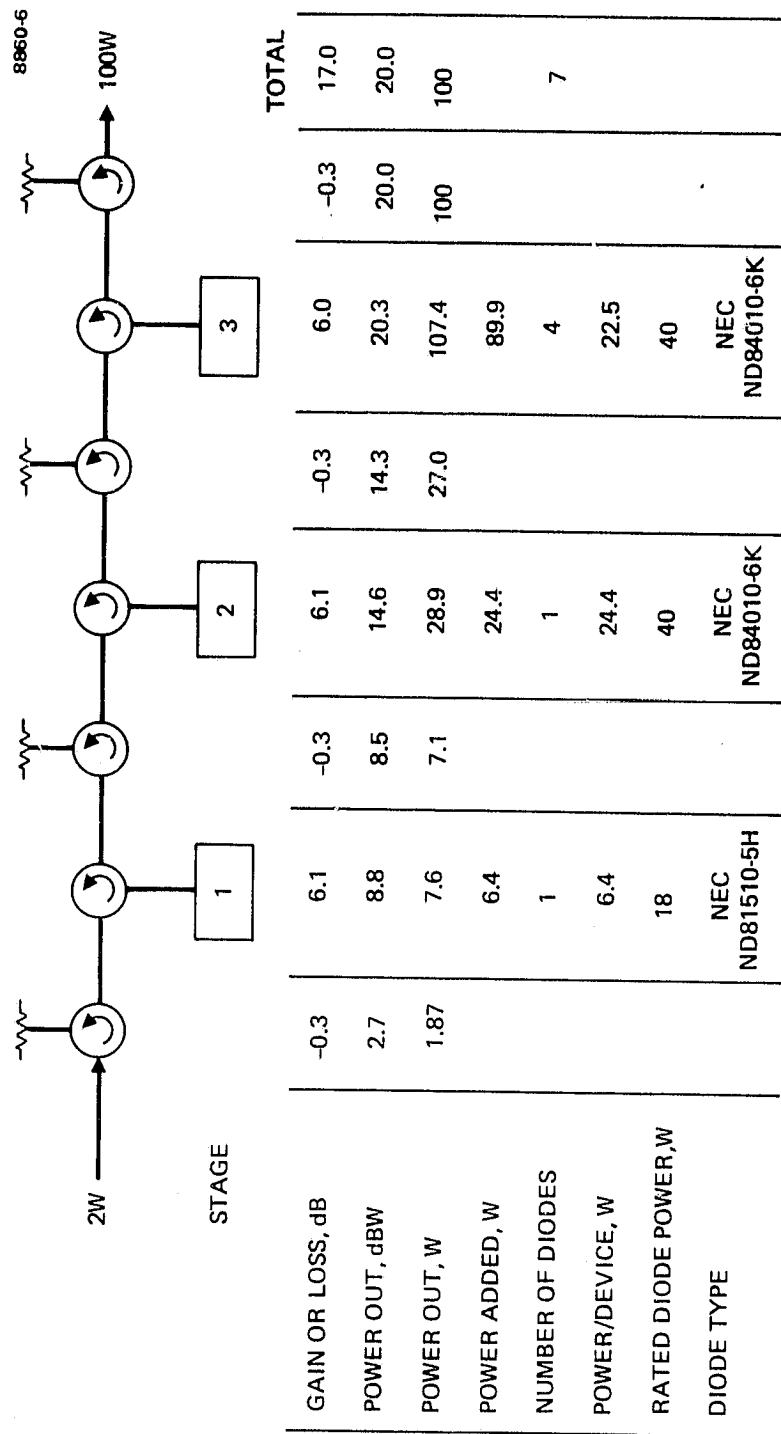 8860-6
2W
100W
STAGE 1 2 3 TOTAL
GAIN OR LOSS, dB −0.3 6.1 −0.3 6.1 −0.3 6.0 −0.3 17.0
POWER OUT, dBW 2.7 8.8 8.5 14.6 14.3 20.3 20.0 20.0
POWER OUT, W 1.87 7.6 7.1 28.9 27.0 107.4 100 100
POWER ADDED, W 6.4 24.4 89.9
NUMBER OF DIODES 1 1 4 7
POWER/DEVICE, W 6.4 24.4 22.5
RATED DIODE POWER,W 18 40 40
DIODE TYPE NEC NEC NEC
ND81510-5H ND84010-6K ND84010-6K